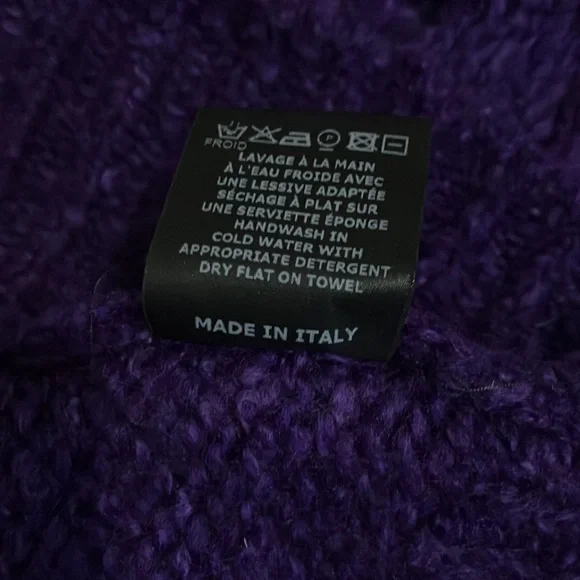 P
FROID
LAVAGE À LA MAIN
À L'EAU FROIDE AVEC
UNE LESSIVE ADAPTÉE
SÉCHAGE À PLAT SUR
UNE SERVIETTE ÉPONGE
HANDWASH IN
COLD WATER WITH
APPROPRIATE DETERGENT
DRY FLAT ON TOWEL
MADE IN ITALY